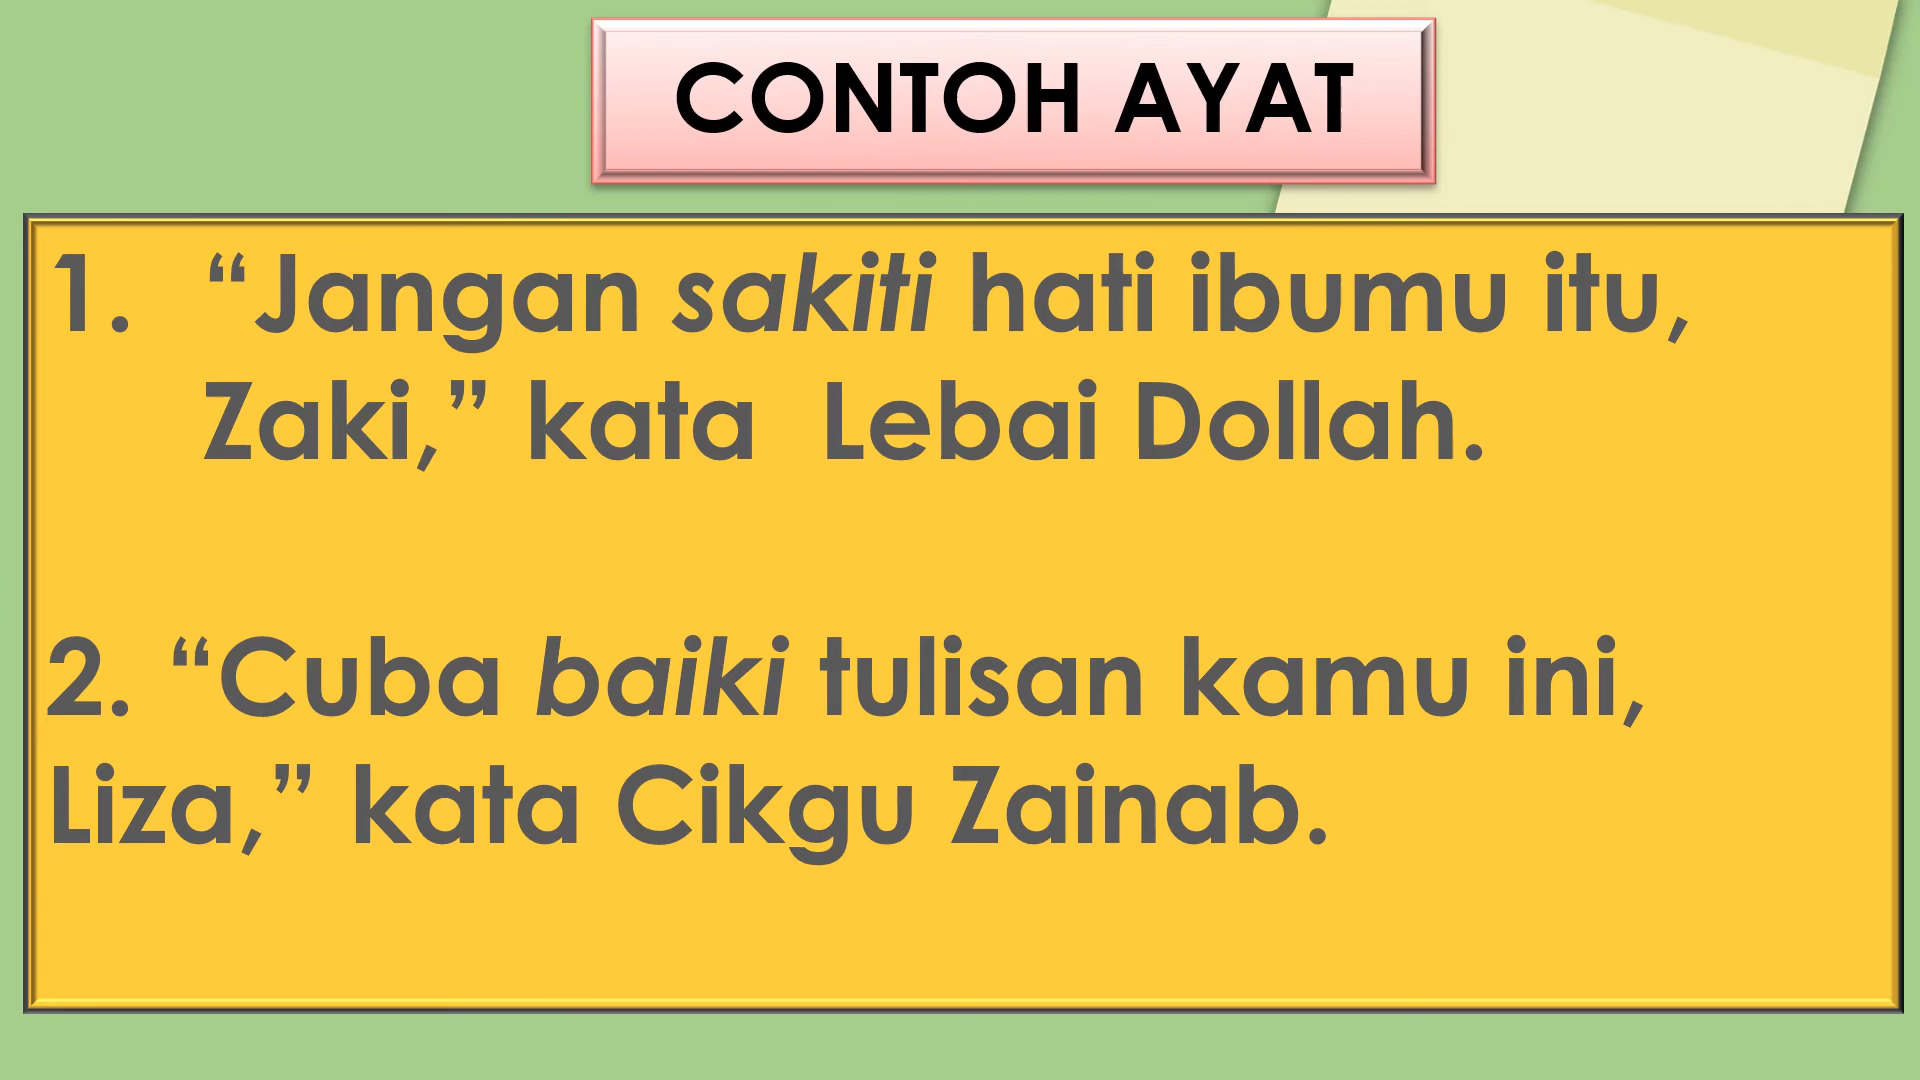 CONTOH AYAT
1. “Jangan sakiti hati ibumu itu,
Zaki,” kata Lebai Dollah.
2. “Cuba baiki tulisan kamu ini,
Liza,” kata Cikgu Zainab.